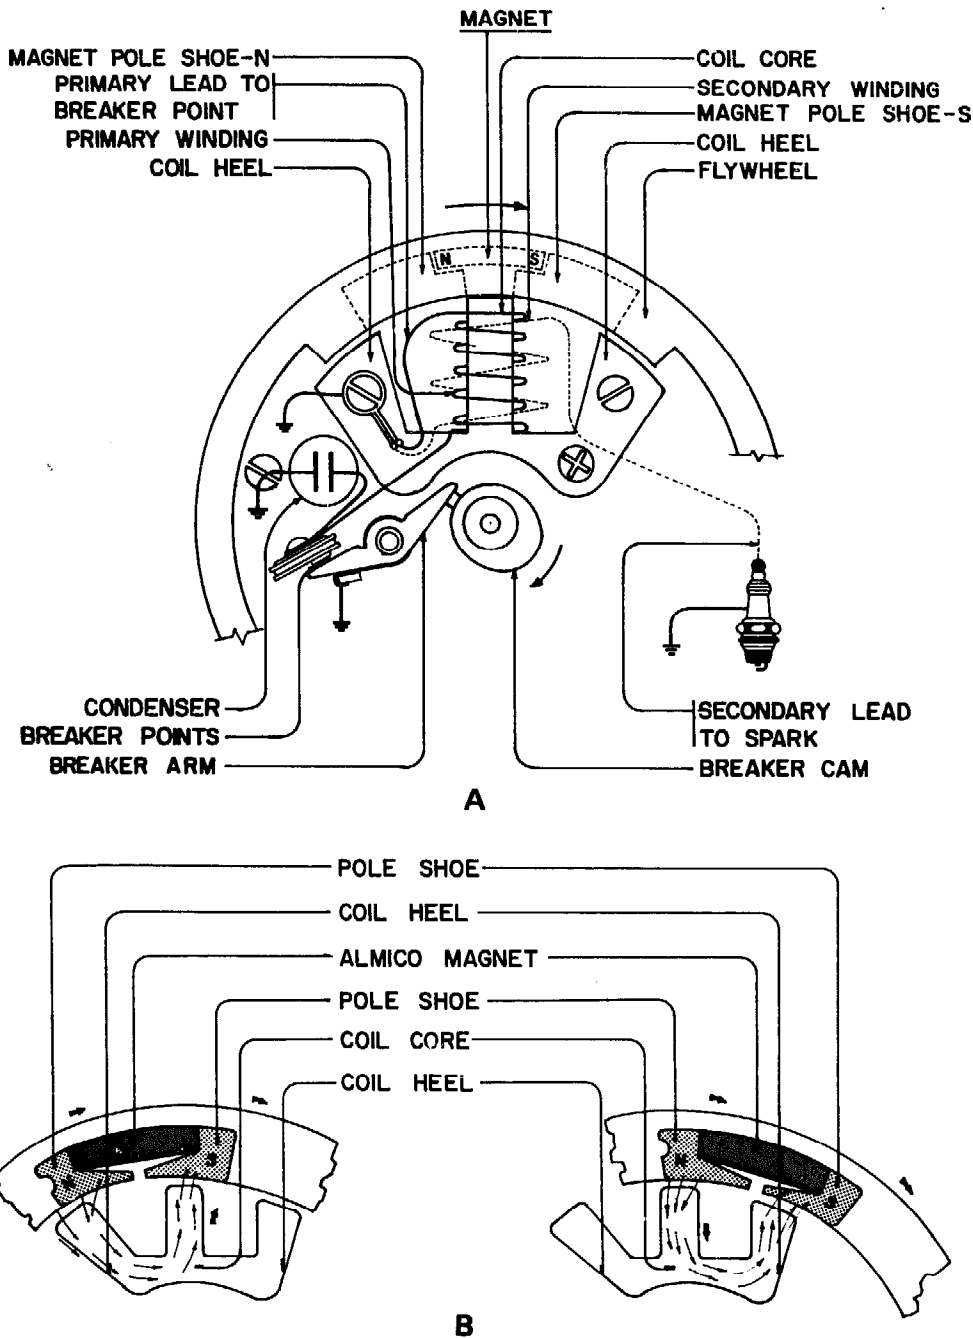 MAGNET
MAGNET POLE SHOE-N
PRIMARY LEAD TO
BREAKER POINT
PRIMARY WINDING
COIL HEEL
COIL CORE
SECONDARY WINDING
MAGNET POLE SHOE-S
COIL HEEL
FLYWHEEL
N
S
CONDENSER
BREAKER POINTS
BREAKER ARM
SECONDARY LEAD
TO SPARK
BREAKER CAM
A
POLE SHOE
COIL HEEL
ALMICO MAGNET
POLE SHOE
COIL CORE
COIL HEEL
N
S
N
S
B